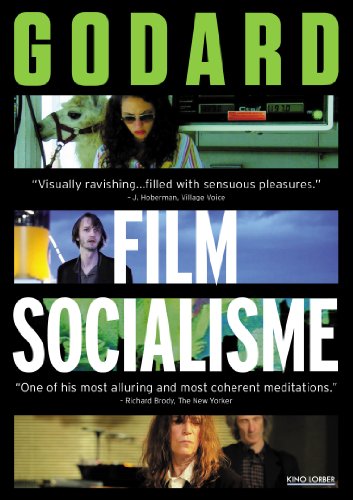 GODARD
“Visually ravishing...filled with sensuous pleasures.”
- J. Hoberman, Village Voice
FILM
SOCIALISME
“One of his most alluring and most coherent meditations.”
- Richard Brody, The New Yorker
KINO LORBER